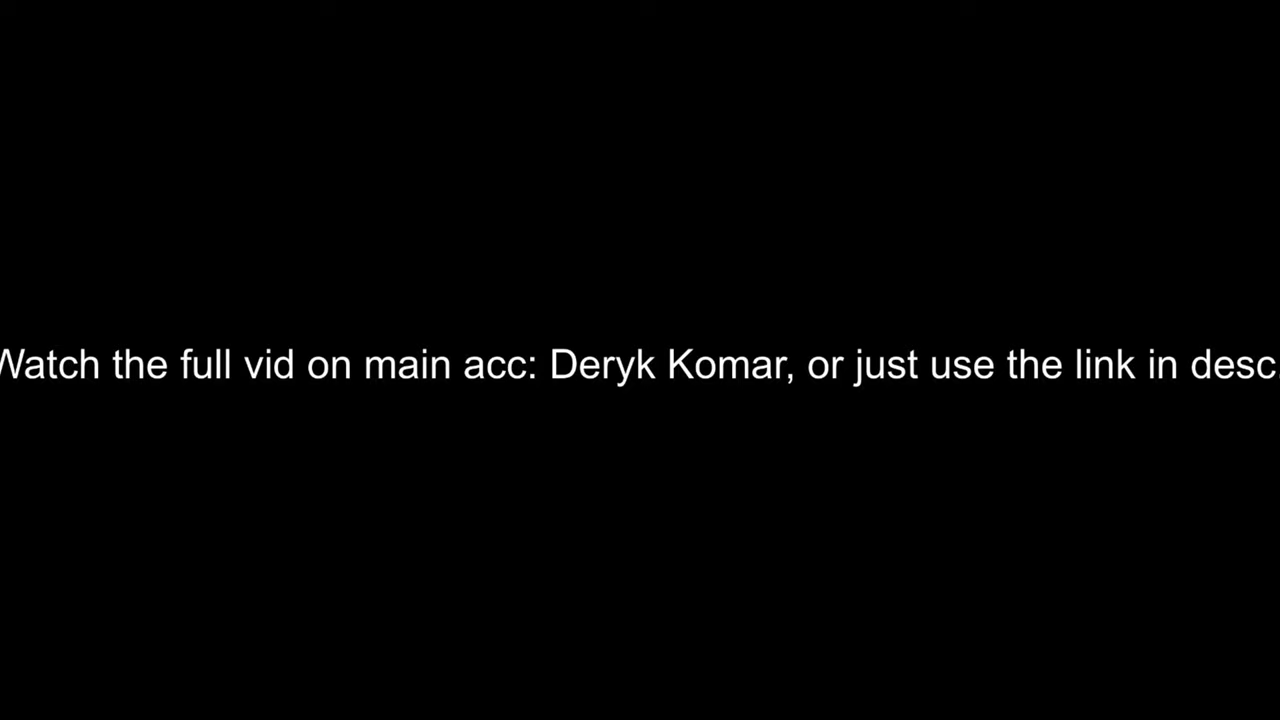 Watch the full vid on main acc: Deryk Komar, or just use the link in desc.